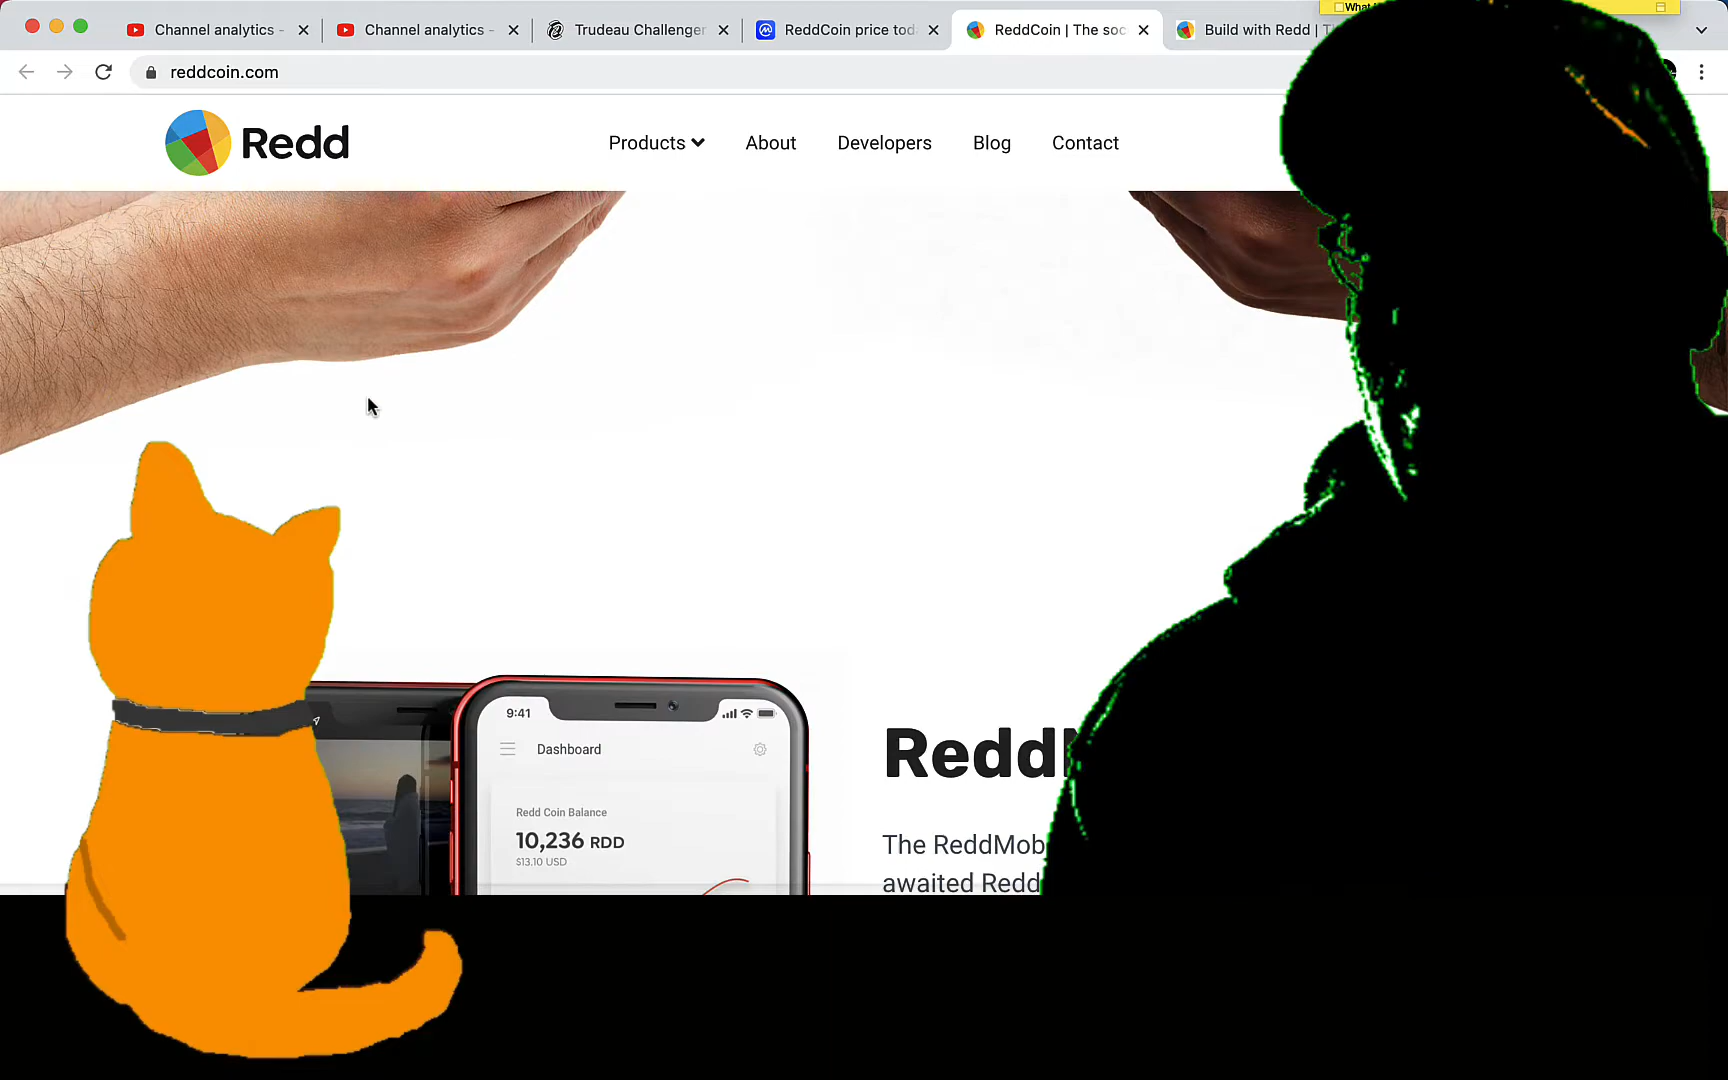 Channel analytics -
Channel analytics -
Trudeau Challenger
ReddCoin price tod
ReddCoin | The soc
Build with Redd | T
reddcoin.com
Redd
Products
About
Developers
Blog
Contact
9:41
Dashboard
Redd Coin Balance
10,236 RDD
$13.10 USD
Redd
The ReddMob
awaited Redd